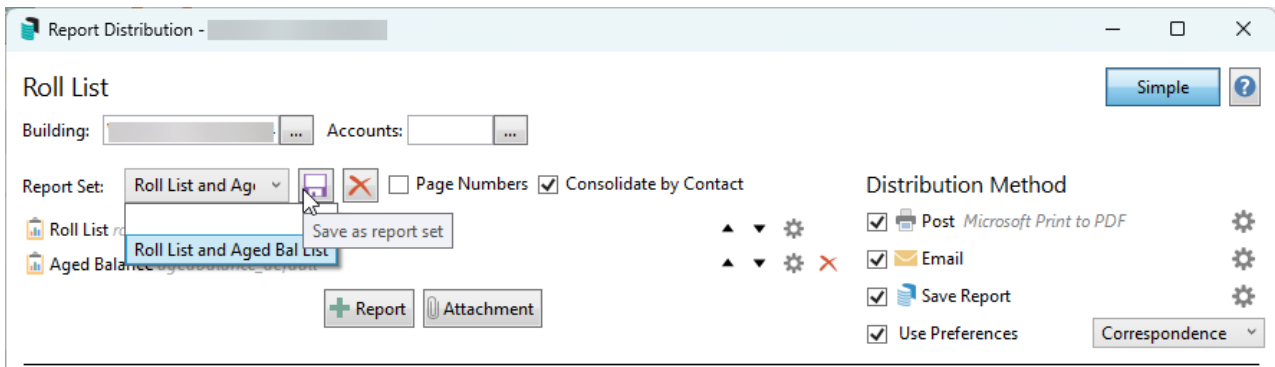 Report Distribution -
Roll List
Simple
Building: ... Accounts: ...
Report Set: Roll List and Ag Page Numbers Consolidate by Contact
Distribution Method
Roll List
Save as report set
Post Microsoft Print to PDF
Roll List and Aged Bal List
Aged Balance
Email
Report Attachment
Save Report
Use Preferences Correspondence